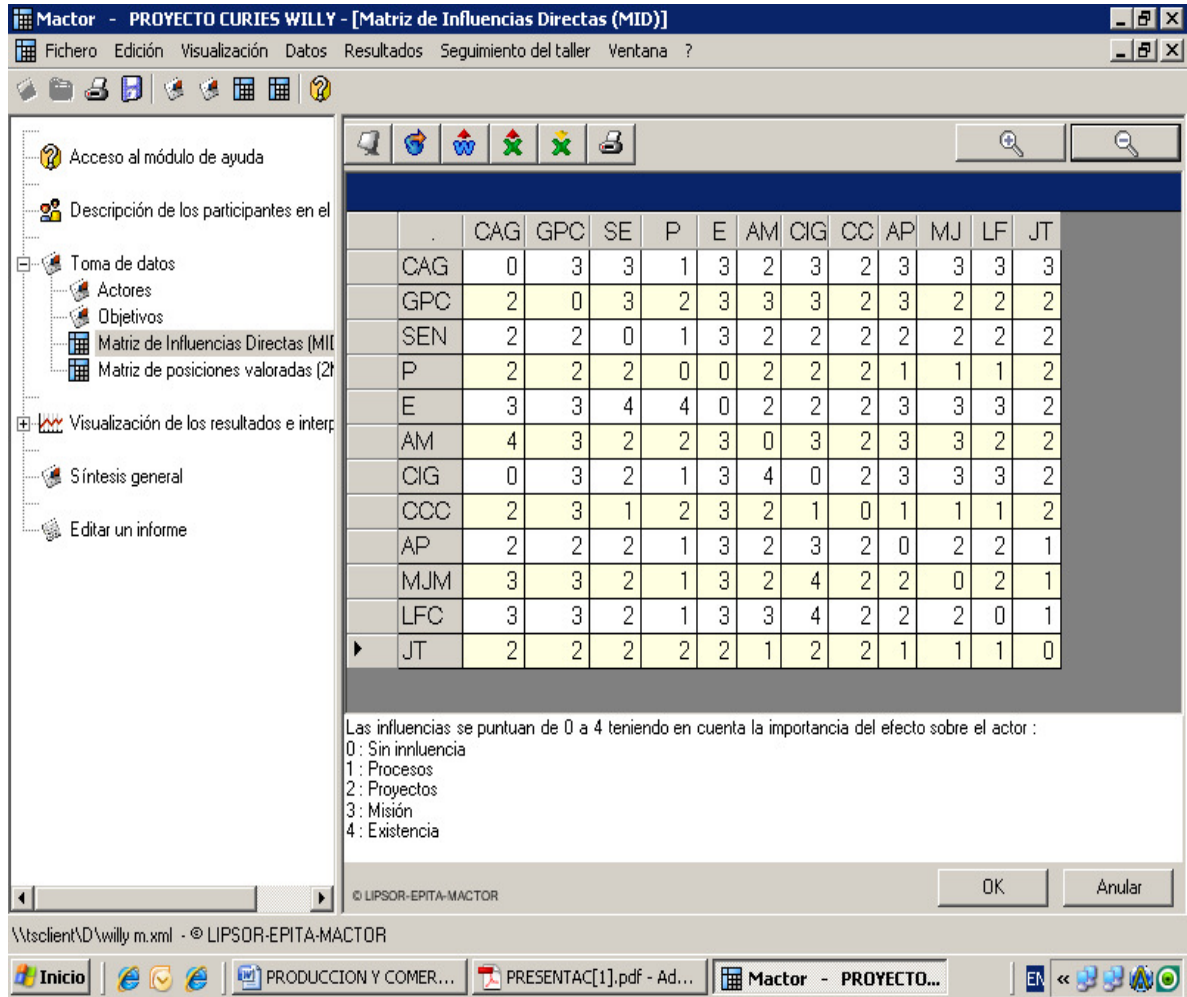 Mactor - PROYECTO CURIES WILLY - [Matriz de Influencias Directas (MID)]
Fichero Edición Visualización Datos Resultados Seguimiento del taller Ventana ?
Acceso al módulo de ayuda
Descripción de los participantes en el
Toma de datos
Actores
Objetivos
Matriz de Influencias Directas (MI
Matriz de posiciones valoradas (2
Visualización de los resultados e interp
Síntesis general
Editar un informe
. CAG GPC SE P E AM CIG CC AP MJ LF JT
CAG 0 3 3 1 3 2 3 2 3 3 3 3
GPC 2 0 3 2 3 3 3 2 3 2 2 2
SEN 2 2 0 1 3 2 2 2 2 2 2 2
P 2 2 2 0 0 2 2 2 1 1 1 2
E 3 3 4 4 0 2 2 2 3 3 3 2
AM 4 3 2 2 3 0 3 2 3 3 2 2
CIG 0 3 2 1 3 4 0 2 3 3 3 2
CCC 2 3 1 2 3 2 1 0 1 1 1 2
AP 2 2 2 1 3 2 3 2 0 2 2 1
MJM 3 3 2 1 3 2 4 2 2 0 2 1
LFC 3 3 2 1 3 3 4 2 2 2 0 1
JT 2 2 2 2 2 1 2 2 1 1 1 0
Las influencias se puntuan de 0 a 4 teniendo en cuenta la importancia del efecto sobre el actor :
0 : Sin innluencia
1 : Procesos
2 : Proyectos
3 : Misión
4 : Existencia
© LIPSOR-EPITA-MACTOR
OK Anular
\\tsclient\D\willy m.xml - © LIPSOR-EPITA-MACTOR
Inicio PRODUCCION Y COMER... PRESENTAC[1].pdf - Ad... Mactor - PROYECTO... EN «